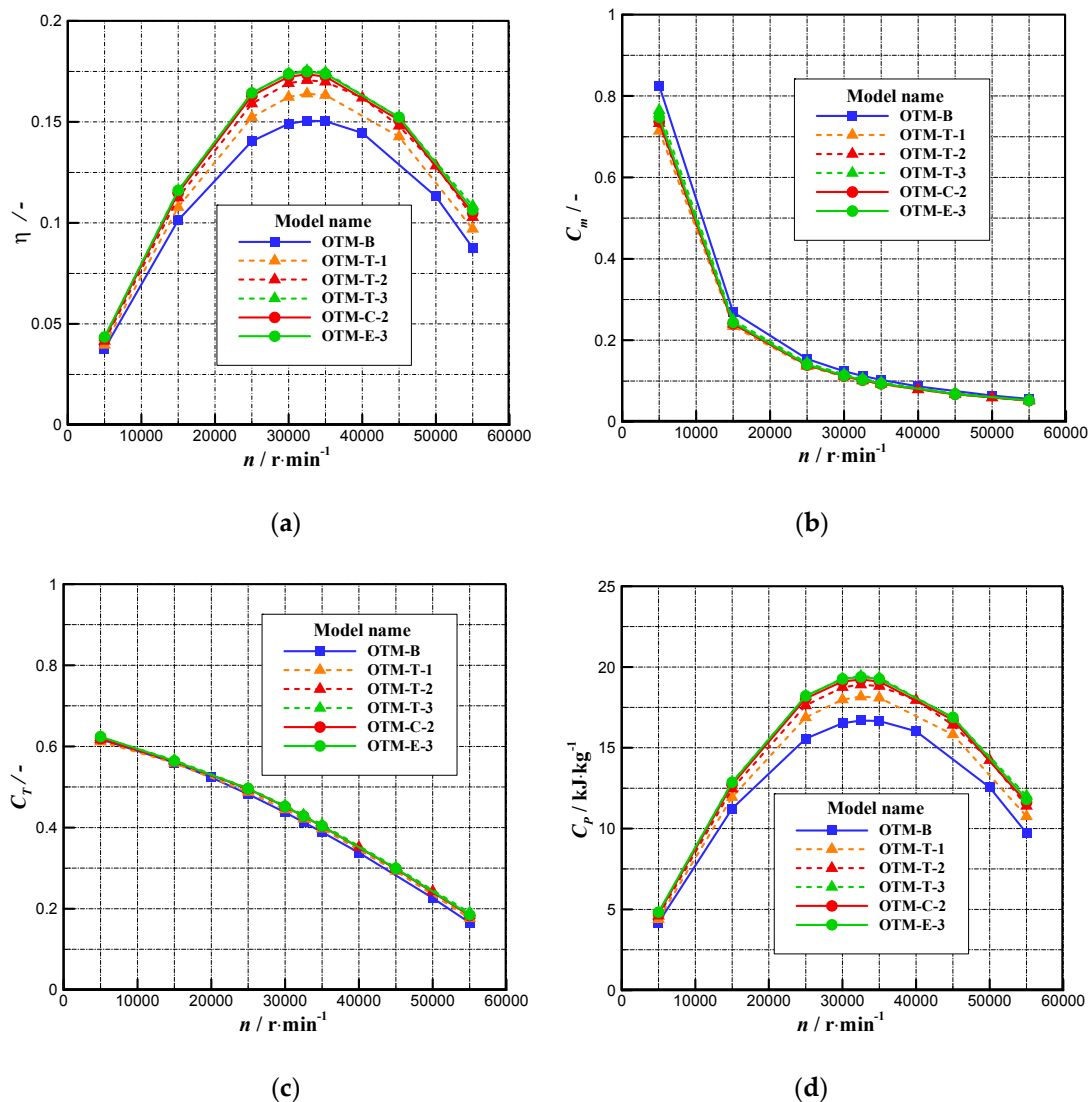 0.2
0.15
0.1
0.05
0
η / -
0 10000 20000 30000 40000 50000 60000
n / r·min⁻¹
Model name
OTM-B
OTM-T-1
OTM-T-2
OTM-T-3
OTM-C-2
OTM-E-3
(a)
1
0.8
0.6
0.4
0.2
0
Cm / -
0 10000 20000 30000 40000 50000 60000
n / r·min⁻¹
Model name
OTM-B
OTM-T-1
OTM-T-2
OTM-T-3
OTM-C-2
OTM-E-3
(b)
1
0.8
0.6
0.4
0.2
0
CT / -
0 10000 20000 30000 40000 50000 60000
n / r·min⁻¹
Model name
OTM-B
OTM-T-1
OTM-T-2
OTM-T-3
OTM-C-2
OTM-E-3
(c)
25
20
15
10
5
0
CP / kJ·kg⁻¹
0 10000 20000 30000 40000 50000 60000
n / r·min⁻¹
Model name
OTM-B
OTM-T-1
OTM-T-2
OTM-T-3
OTM-C-2
OTM-E-3
(d)